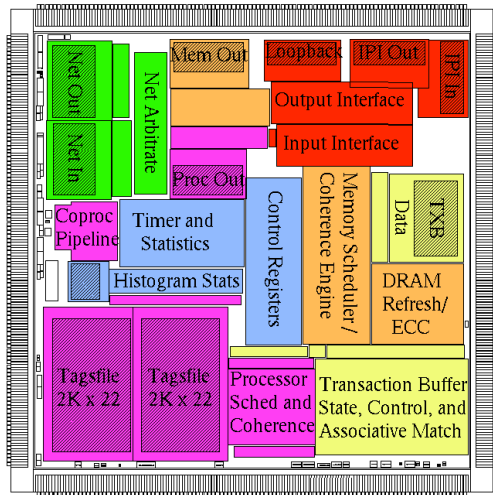 Net Out
Net In
Net Arbitrate
Mem Out
Loopback
IPI Out
IPI In
Output Interface
Input Interface
Proc Out
Coproc
Pipeline
Timer and
Statistics
Histogram Stats
Control Registers
Memory Scheduler /
Coherence Engine
Data
TXB
DRAM
Refresh/
ECC
Tagsfile
2K x 22
Tagsfile
2K x 22
Processor
Sched and
Coherence
Transaction Buffer
State, Control, and
Associative Match